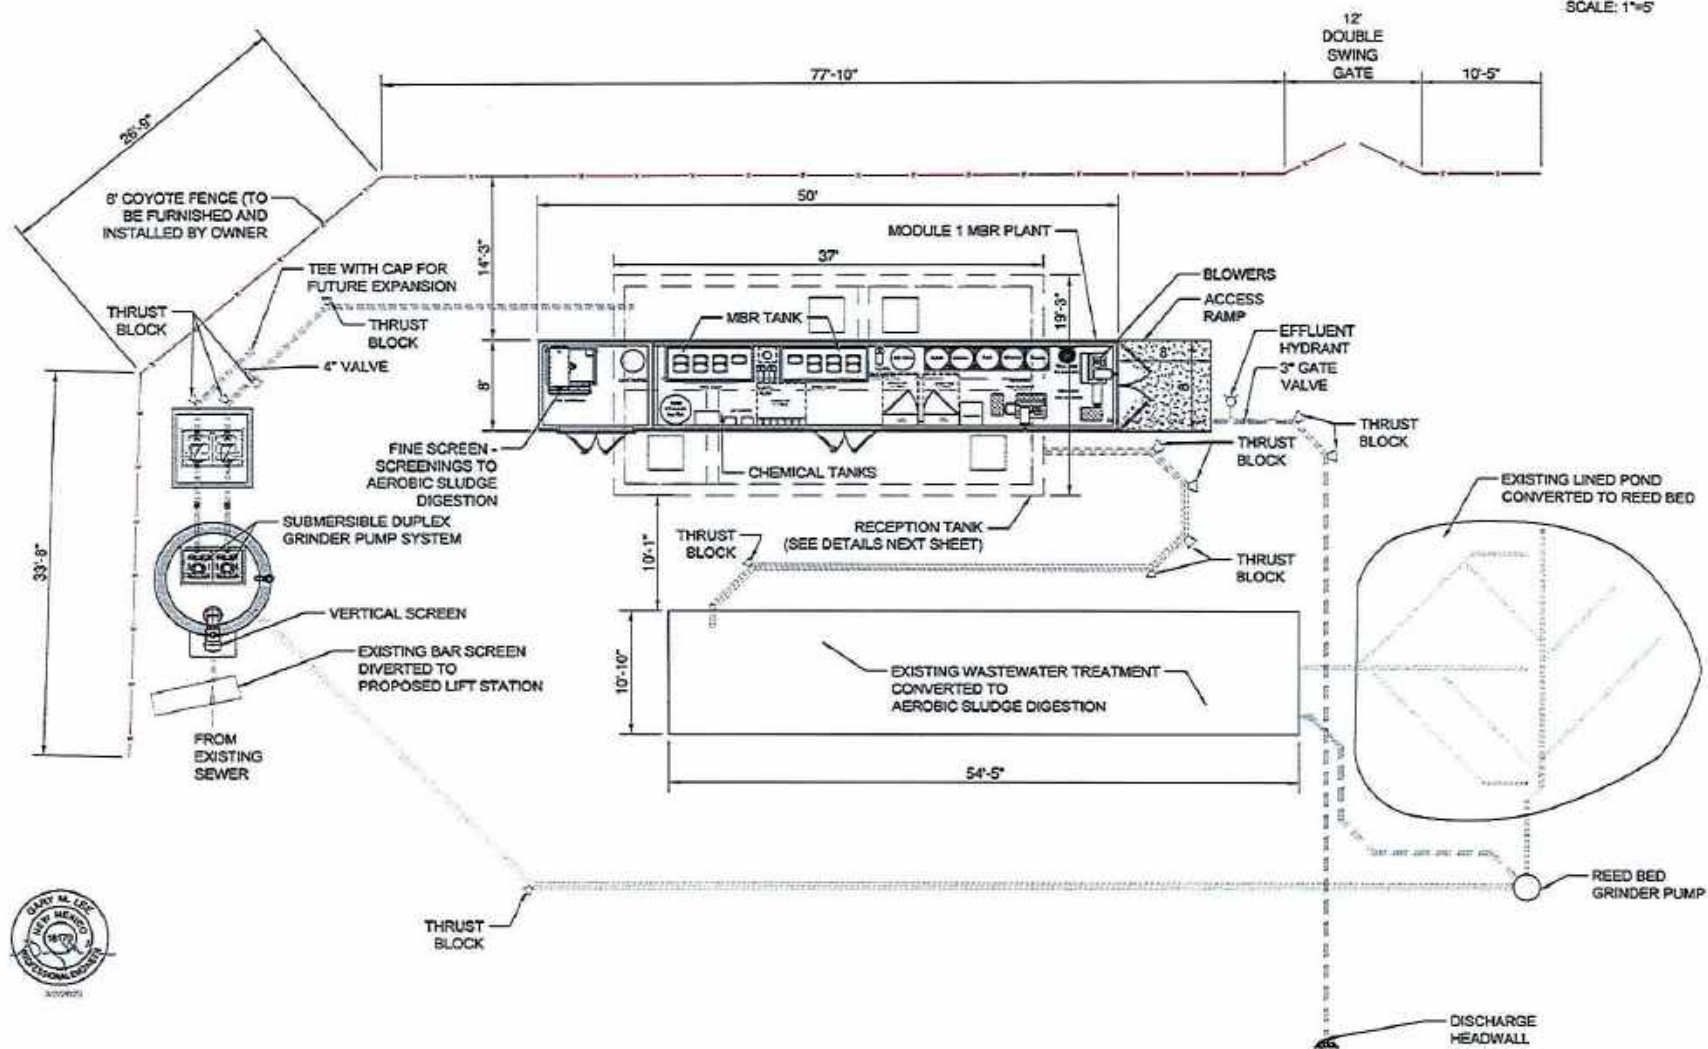 SCALE: 1"=5'
12'
DOUBLE
SWING
GATE
77'-10"
10'-5"
26'-9"
8' COYOTE FENCE (TO
BE FURNISHED AND
INSTALLED BY OWNER
50'
14'-3"
MODULE 1 MBR PLANT
37'
TEE WITH CAP FOR
FUTURE EXPANSION
BLOWERS
ACCESS
RAMP
19'-3"
THRUST
BLOCK
THRUST
BLOCK
MBR TANK
EFFLUENT
HYDRANT
4" VALVE
8'
8'
8'
3" GATE
VALVE
THRUST
BLOCK
THRUST
BLOCK
FINE SCREEN -
SCREENINGS TO
AEROBIC SLUDGE
DIGESTION
CHEMICAL TANKS
EXISTING LINED POND
CONVERTED TO REED BED
SUBMERSIBLE DUPLEX
GRINDER PUMP SYSTEM
RECEPTION TANK
(SEE DETAILS NEXT SHEET)
THRUST
BLOCK
10'-1"
THRUST
BLOCK
33'-8"
VERTICAL SCREEN
EXISTING BAR SCREEN
DIVERTED TO
PROPOSED LIFT STATION
10'-10"
EXISTING WASTEWATER TREATMENT
CONVERTED TO
AEROBIC SLUDGE DIGESTION
FROM
EXISTING
SEWER
54'-5"
REED BED
GRINDER PUMP
THRUST
BLOCK
GARY M. LEE
NEW MEXICO
PROFESSIONAL ENGINEER
DISCHARGE
HEADWALL